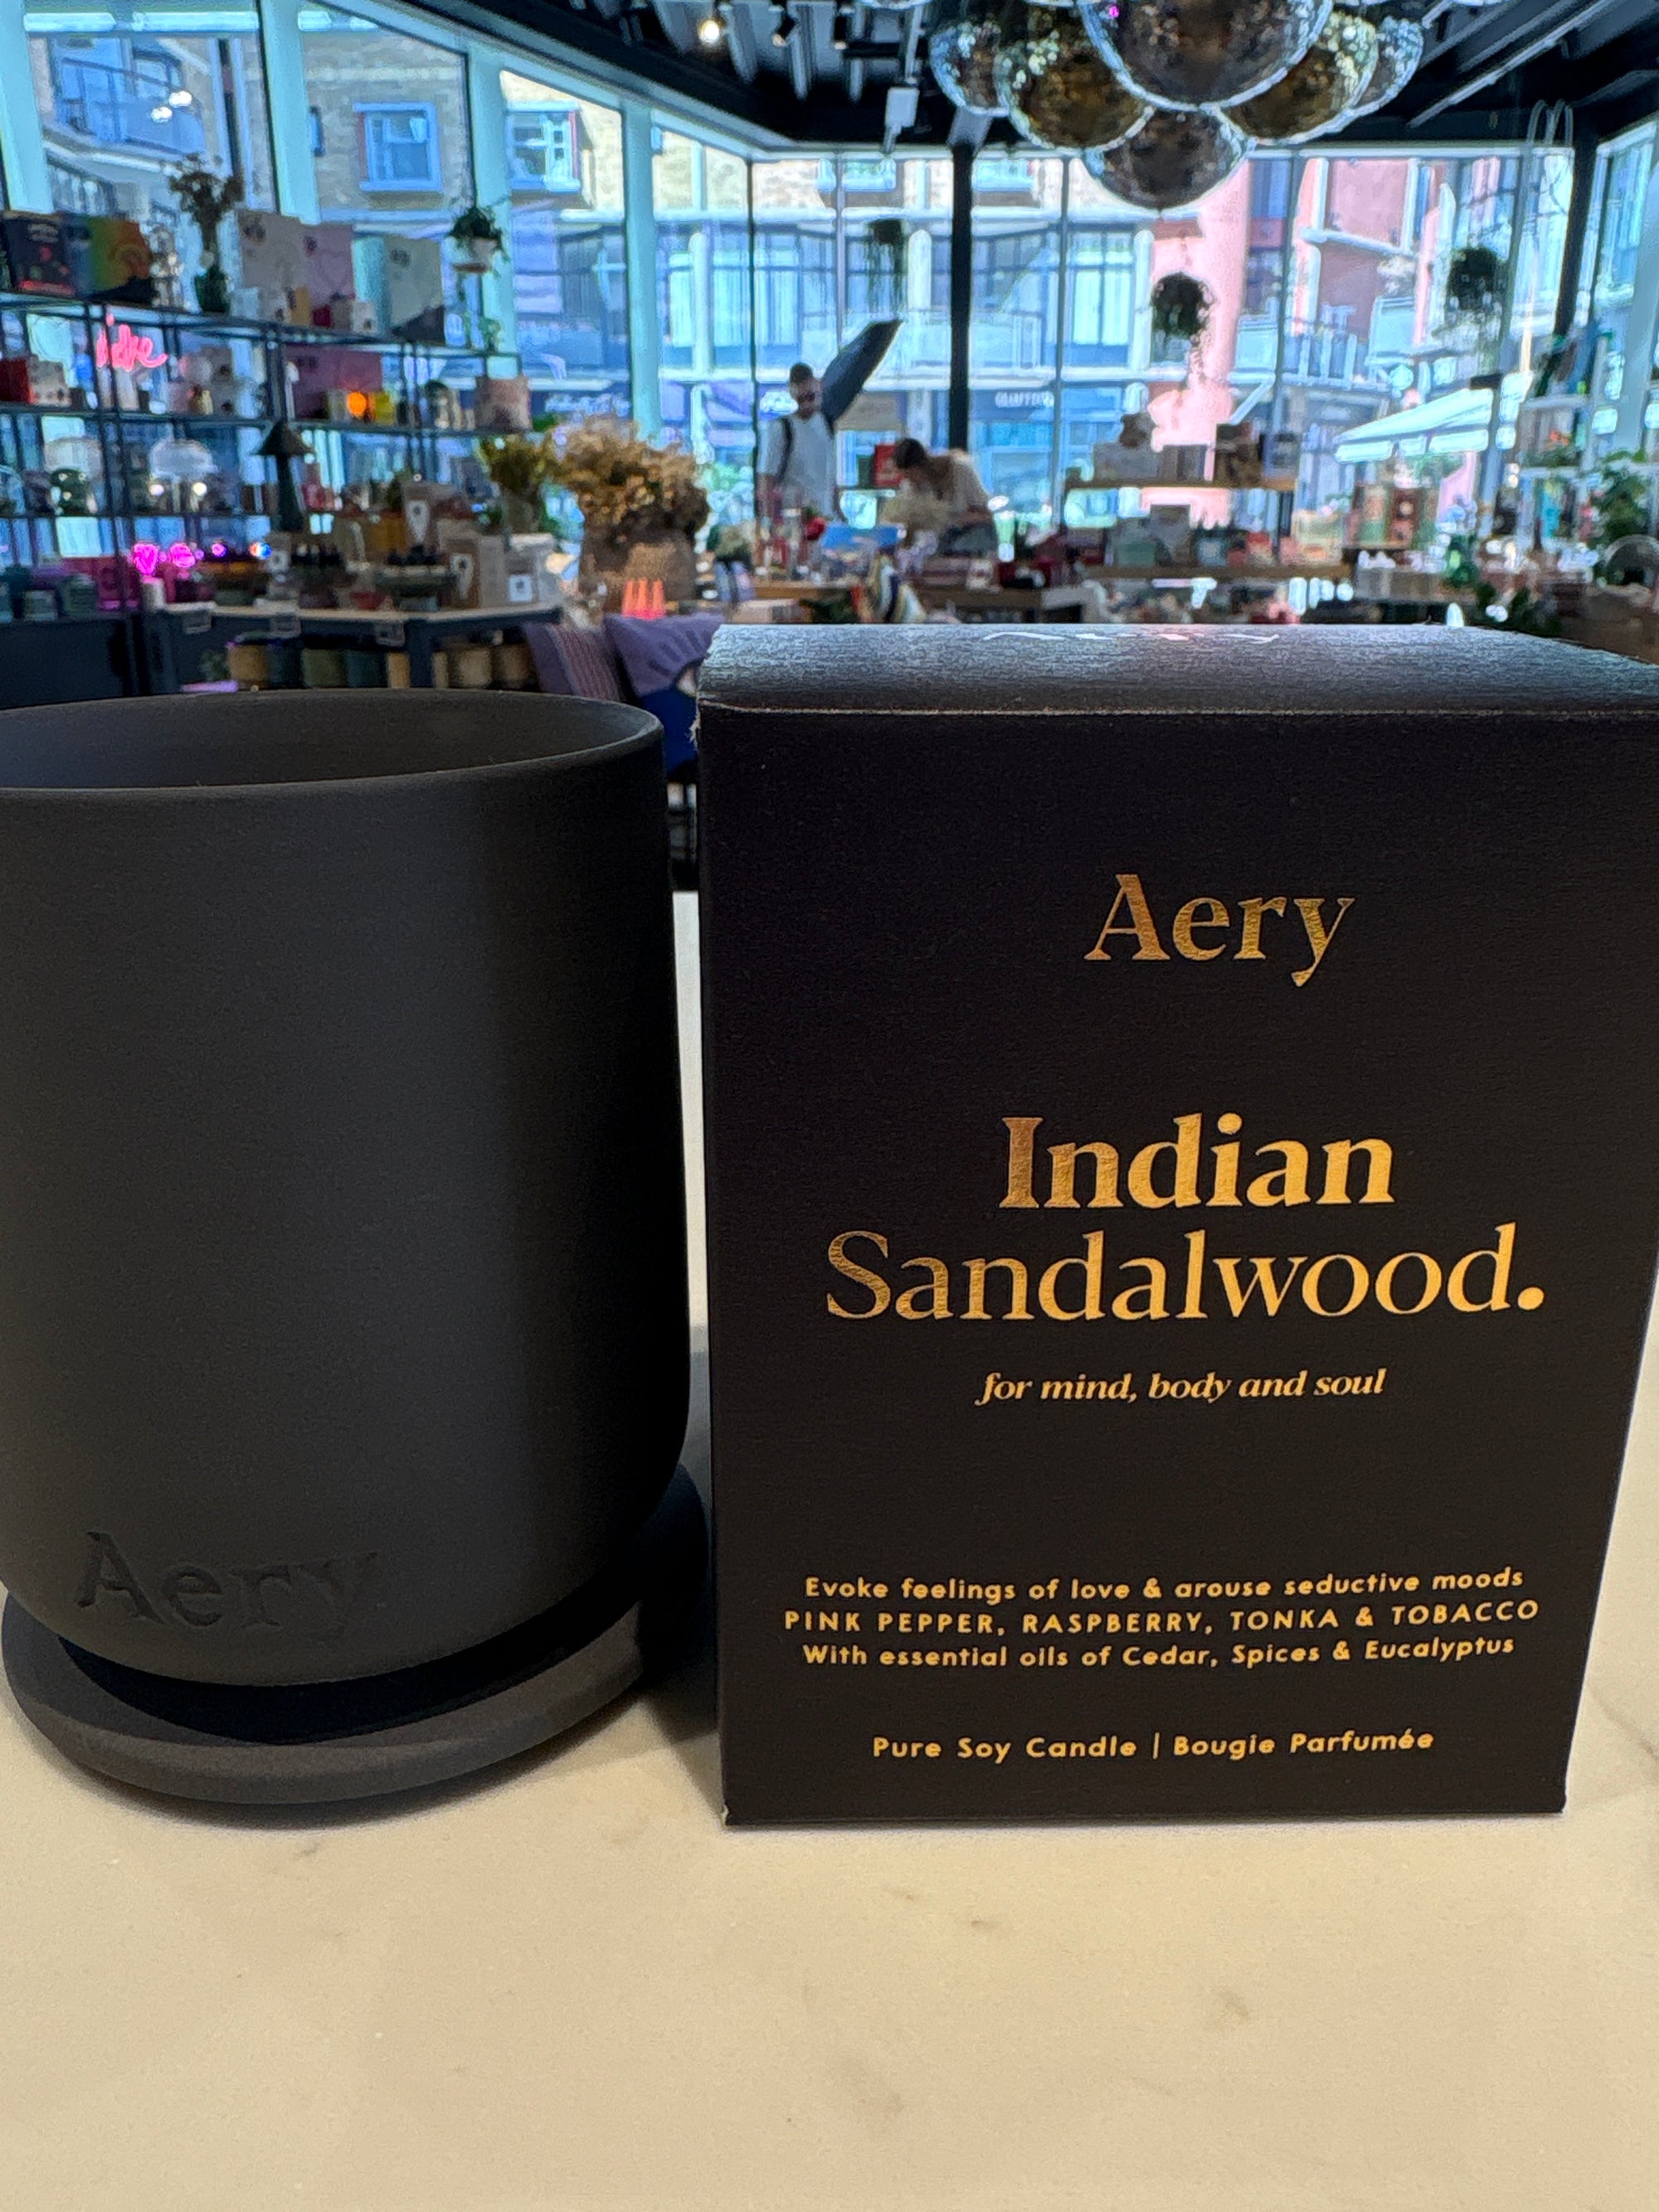 Aery
Indian
Sandalwood.
for mind, body and soul
Evoke feelings of love & arouse seductive moods
PINK PEPPER, RASPBERRY, TONKA & TOBACCO
With essential oils of Cedar, Spices & Eucalyptus
Pure Soy Candle | Bougie Parfumée
Aery